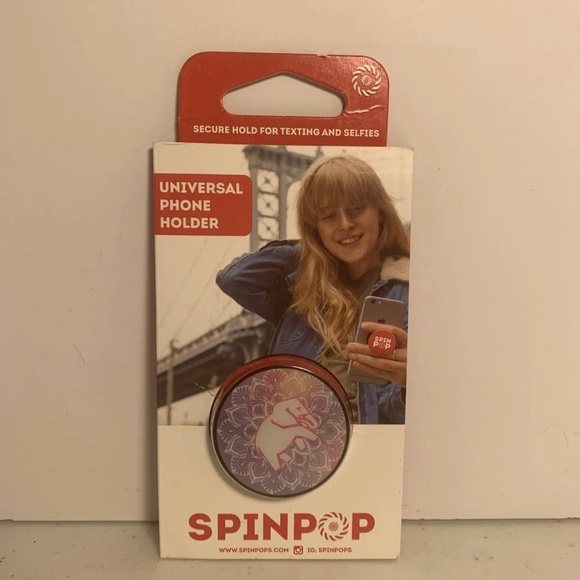 SECURE HOLD FOR TEXTING AND SELFIES
UNIVERSAL
PHONE
HOLDER
SPIN
POP
SPINPOP
WWW.SPINPOPS.COM IG: SPINPOPS